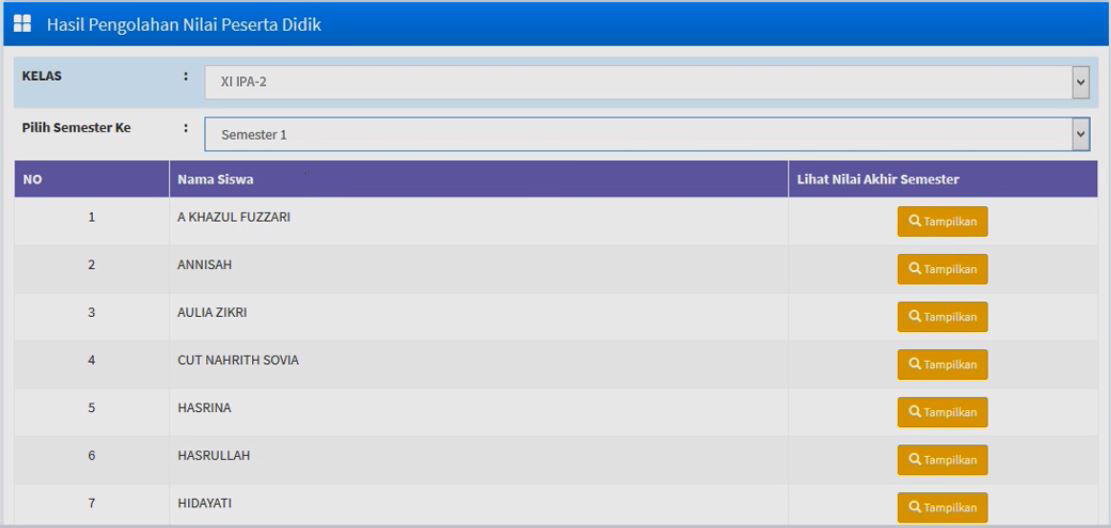 Hasil Pengolahan Nilai Peserta Didik
KELAS : XI IPA-2
Pilih Semester Ke : Semester 1
NO Nama Siswa Lihat Nilai Akhir Semester
1 A KHAZUL FUZZARI Tampilkan
2 ANNISAH Tampilkan
3 AULIA ZIKRI Tampilkan
4 CUT NAHRITH SOVIA Tampilkan
5 HASRINA Tampilkan
6 HASRULLAH Tampilkan
7 HIDAYATI Tampilkan